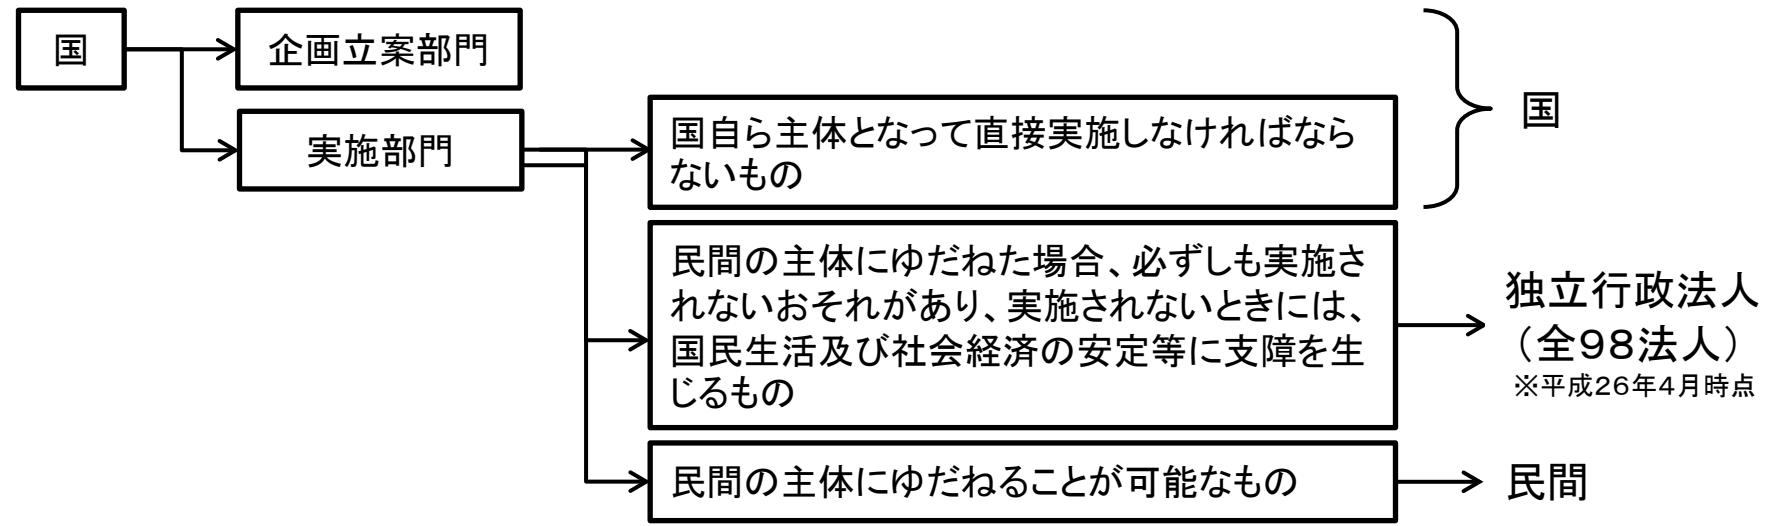 国
企画立案部門
実施部門
国自ら主体となって直接実施しなければなら
ないもの
国
民間の主体にゆだねた場合、必ずしも実施さ
れないおそれがあり、実施されないときには、
国民生活及び社会経済の安定等に支障を生
じるもの
独立行政法人
（全９８法人）
※平成２６年４月時点
民間の主体にゆだねることが可能なもの
民間